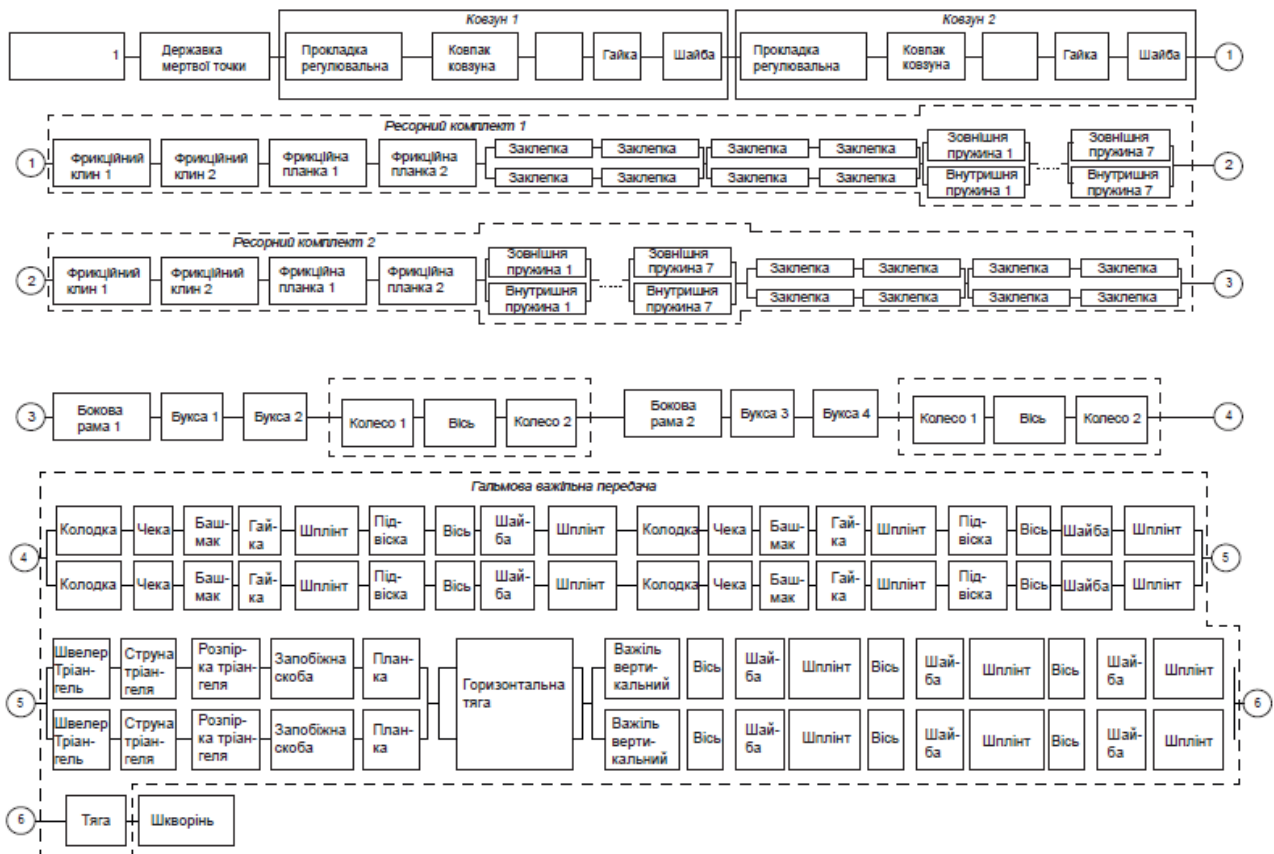 Ковзун 1
Ковзун 2
1
Державка
мертвої точки
Прокладка
регулювальна
Ковпак
ковзуна
Гайка
Шайба
Прокладка
регулювальна
Ковпак
ковзуна
Гайка
Шайба
1
Ресорний комплект 1
1
Фрикційний
клин 1
Фрикційний
клин 2
Фрикційна
планка 1
Фрикційна
планка 2
Заклепка
Заклепка
Заклепка
Заклепка
Заклепка
Заклепка
Заклепка
Заклепка
Зовнішня
пружина 1
Зовнішня
пружина 7
Внутришня
пружина 1
Внутришня
пружина 7
2
Ресорний комплект 2
2
Фрикційний
клин 1
Фрикційний
клин 2
Фрикційна
планка 1
Фрикційна
планка 2
Зовнішня
пружина 1
Зовнішня
пружина 7
Внутришня
пружина 1
Внутришня
пружина 7
Заклепка
Заклепка
Заклепка
Заклепка
Заклепка
Заклепка
Заклепка
Заклепка
3
3
Бокова
рама 1
Букса 1
Букса 2
Колесо 1
Вісь
Колесо 2
Бокова
рама 2
Букса 3
Букса 4
Колесо 1
Вісь
Колесо 2
4
Гальмова важільна передача
4
Колодка
Чека
Баш-
мак
Гай-
ка
Шплінт
Під-
віска
Вісь
Шай-
ба
Шплінт
Колодка
Чека
Баш-
мак
Гай-
ка
Шплінт
Під-
віска
Вісь
Шайба
Шплінт
Колодка
Чека
Баш-
мак
Гай-
ка
Шплінт
Під-
віска
Вісь
Шай-
ба
Шплінт
Колодка
Чека
Баш-
мак
Гай-
ка
Шплінт
Під-
віска
Вісь
Шайба
Шплінт
5
5
Швелер
Тріан-
гель
Струна
тріан-
геля
Розпір-
ка тріан-
геля
Запобіжна
скоба
План-
ка
Швелер
Тріан-
гель
Струна
тріан-
геля
Розпір-
ка тріан-
геля
Запобіжна
скоба
План-
ка
Горизонтальна
тяга
Важіль
верти-
кальний
Вісь
Шай-
ба
Шплінт
Вісь
Шай-
ба
Шплінт
Вісь
Шай-
ба
Шплінт
Важіль
верти-
кальний
Вісь
Шай-
ба
Шплінт
Вісь
Шай-
ба
Шплінт
Вісь
Шай-
ба
Шплінт
6
6
Тяга
Шкворінь